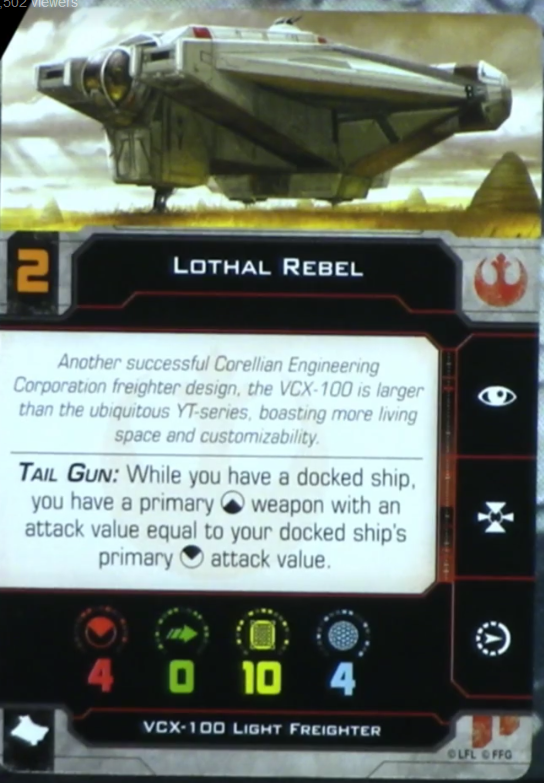 ,502 viewers
2
LOTHAL REBEL
Another successful Corellian Engineering
Corporation freighter design, the VCX-100 is larger
than the ubiquitous YT-series, boasting more living
space and customizability.
TAIL GUN: While you have a docked ship,
you have a primary weapon with an
attack value equal to your docked ship's
primary attack value.
4 0 10 4
VCX-100 LIGHT FREIGHTER
© LFL © FFG